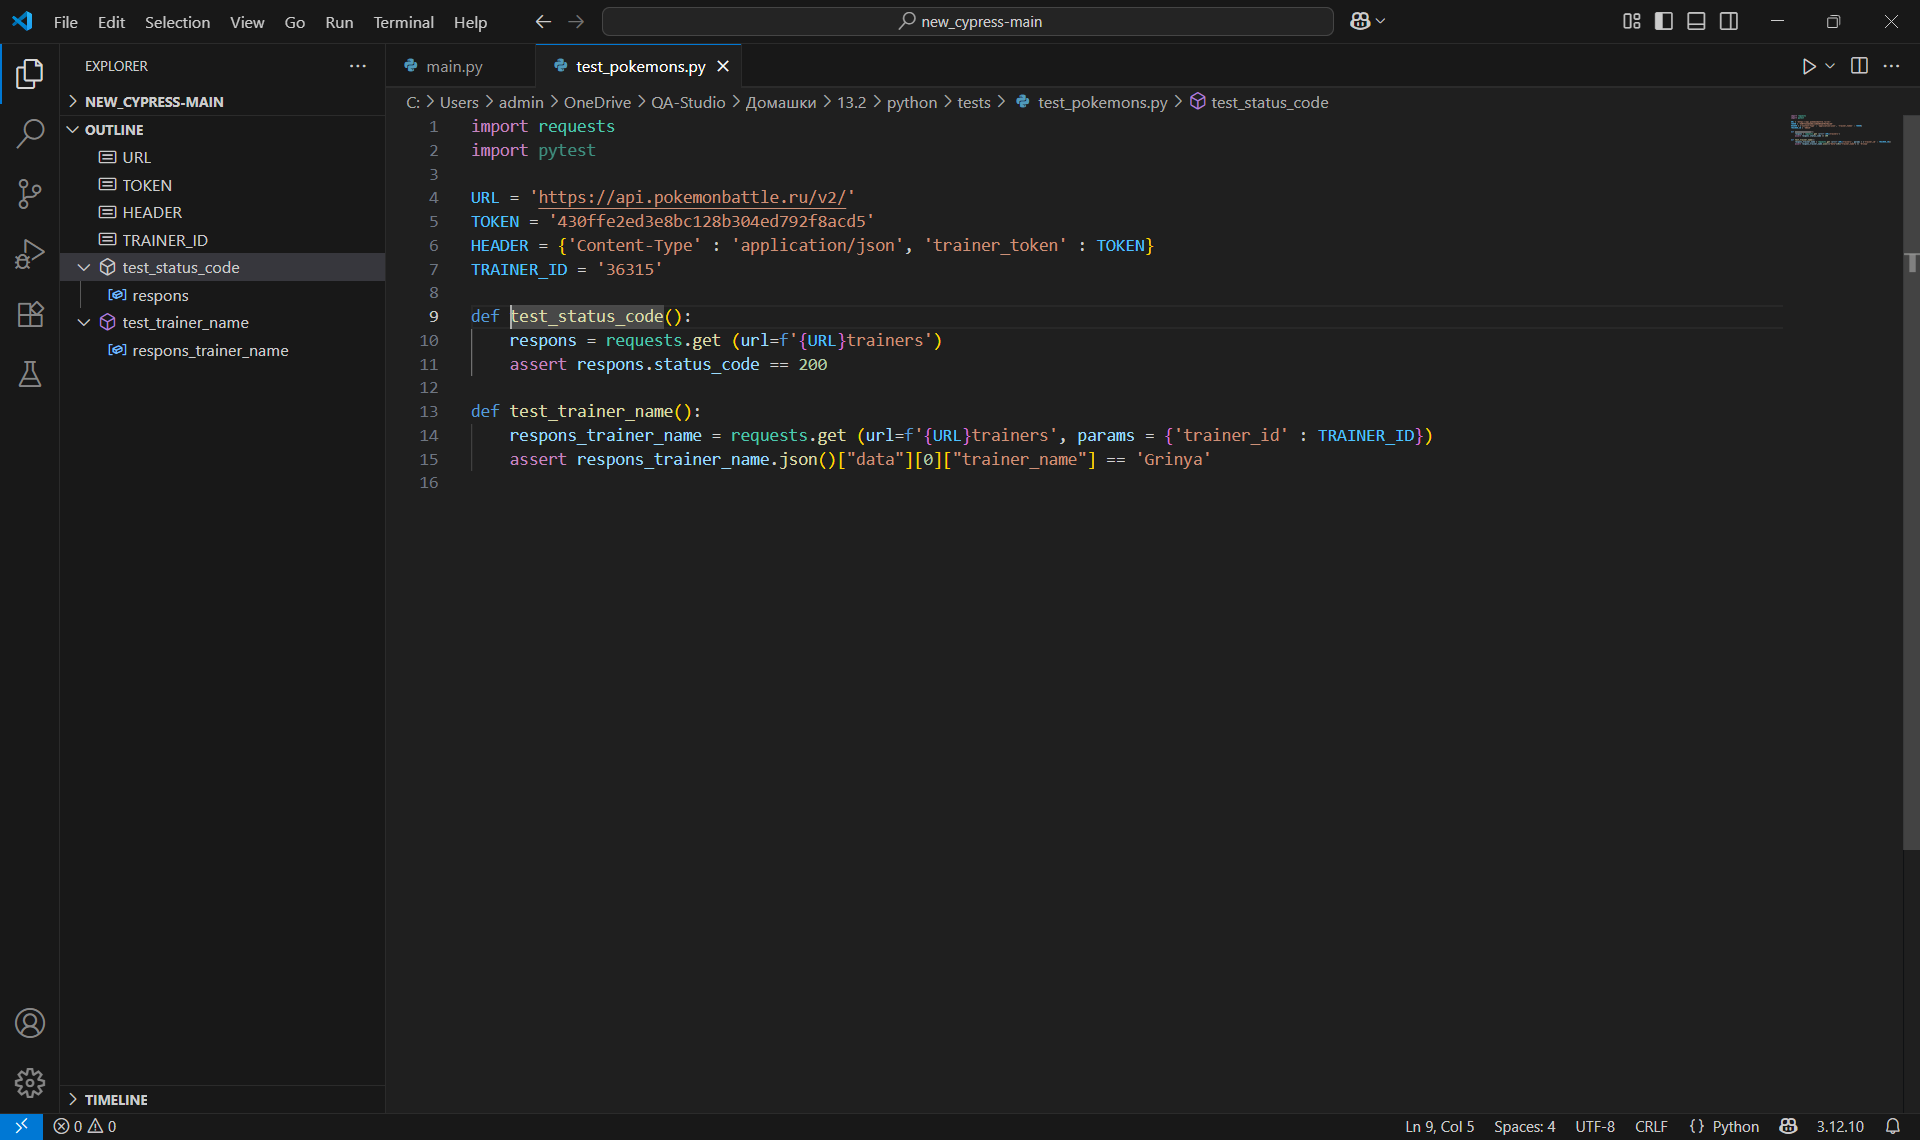 File Edit Selection View Go Run Terminal Help
new_cypress-main
EXPLORER
NEW_CYPRESS-MAIN
OUTLINE
URL
TOKEN
HEADER
TRAINER_ID
test_status_code
respons
test_trainer_name
respons_trainer_name
TIMELINE
main.py test_pokemons.py
C: > Users > admin > OneDrive > QA-Studio > Домашки > 13.2 > python > tests > test_pokemons.py > test_status_code
1 import requests
2 import pytest
3
4 URL = 'https://api.pokemonbattle.ru/v2/'
5 TOKEN = '430ffe2ed3e8bc128b304ed792f8acd5'
6 HEADER = {'Content-Type' : 'application/json', 'trainer_token' : TOKEN}
7 TRAINER_ID = '36315'
8
9 def test_status_code():
10 respons = requests.get (url=f'{URL}trainers')
11 assert respons.status_code == 200
12
13 def test_trainer_name():
14 respons_trainer_name = requests.get (url=f'{URL}trainers', params = {'trainer_id' : TRAINER_ID})
15 assert respons_trainer_name.json()["data"][0]["trainer_name"] == 'Grinya'
16
0 0
Ln 9, Col 5 Spaces: 4 UTF-8 CRLF {} Python 3.12.10